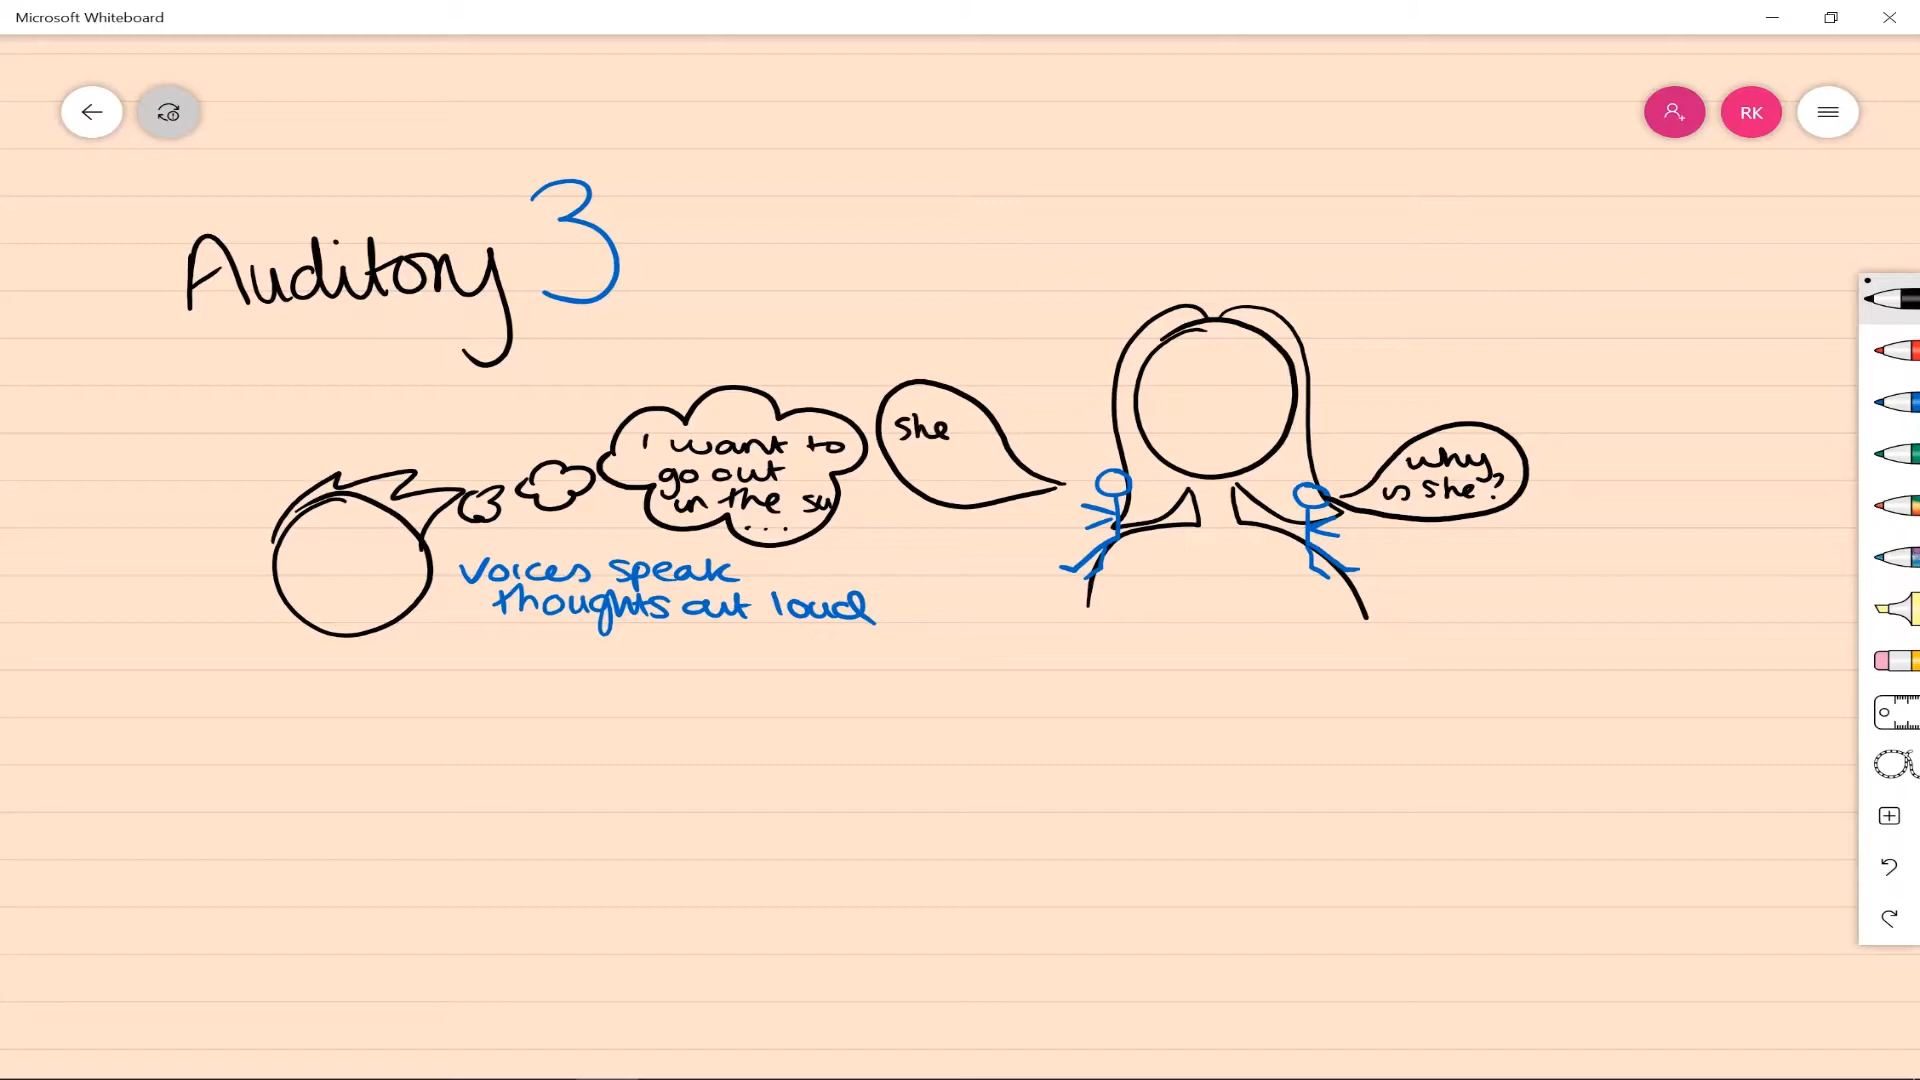 Microsoft Whiteboard
RK
Auditory 3
I want to
go out
in the su
...
she
why
is she?
voices speak
thoughts out loud